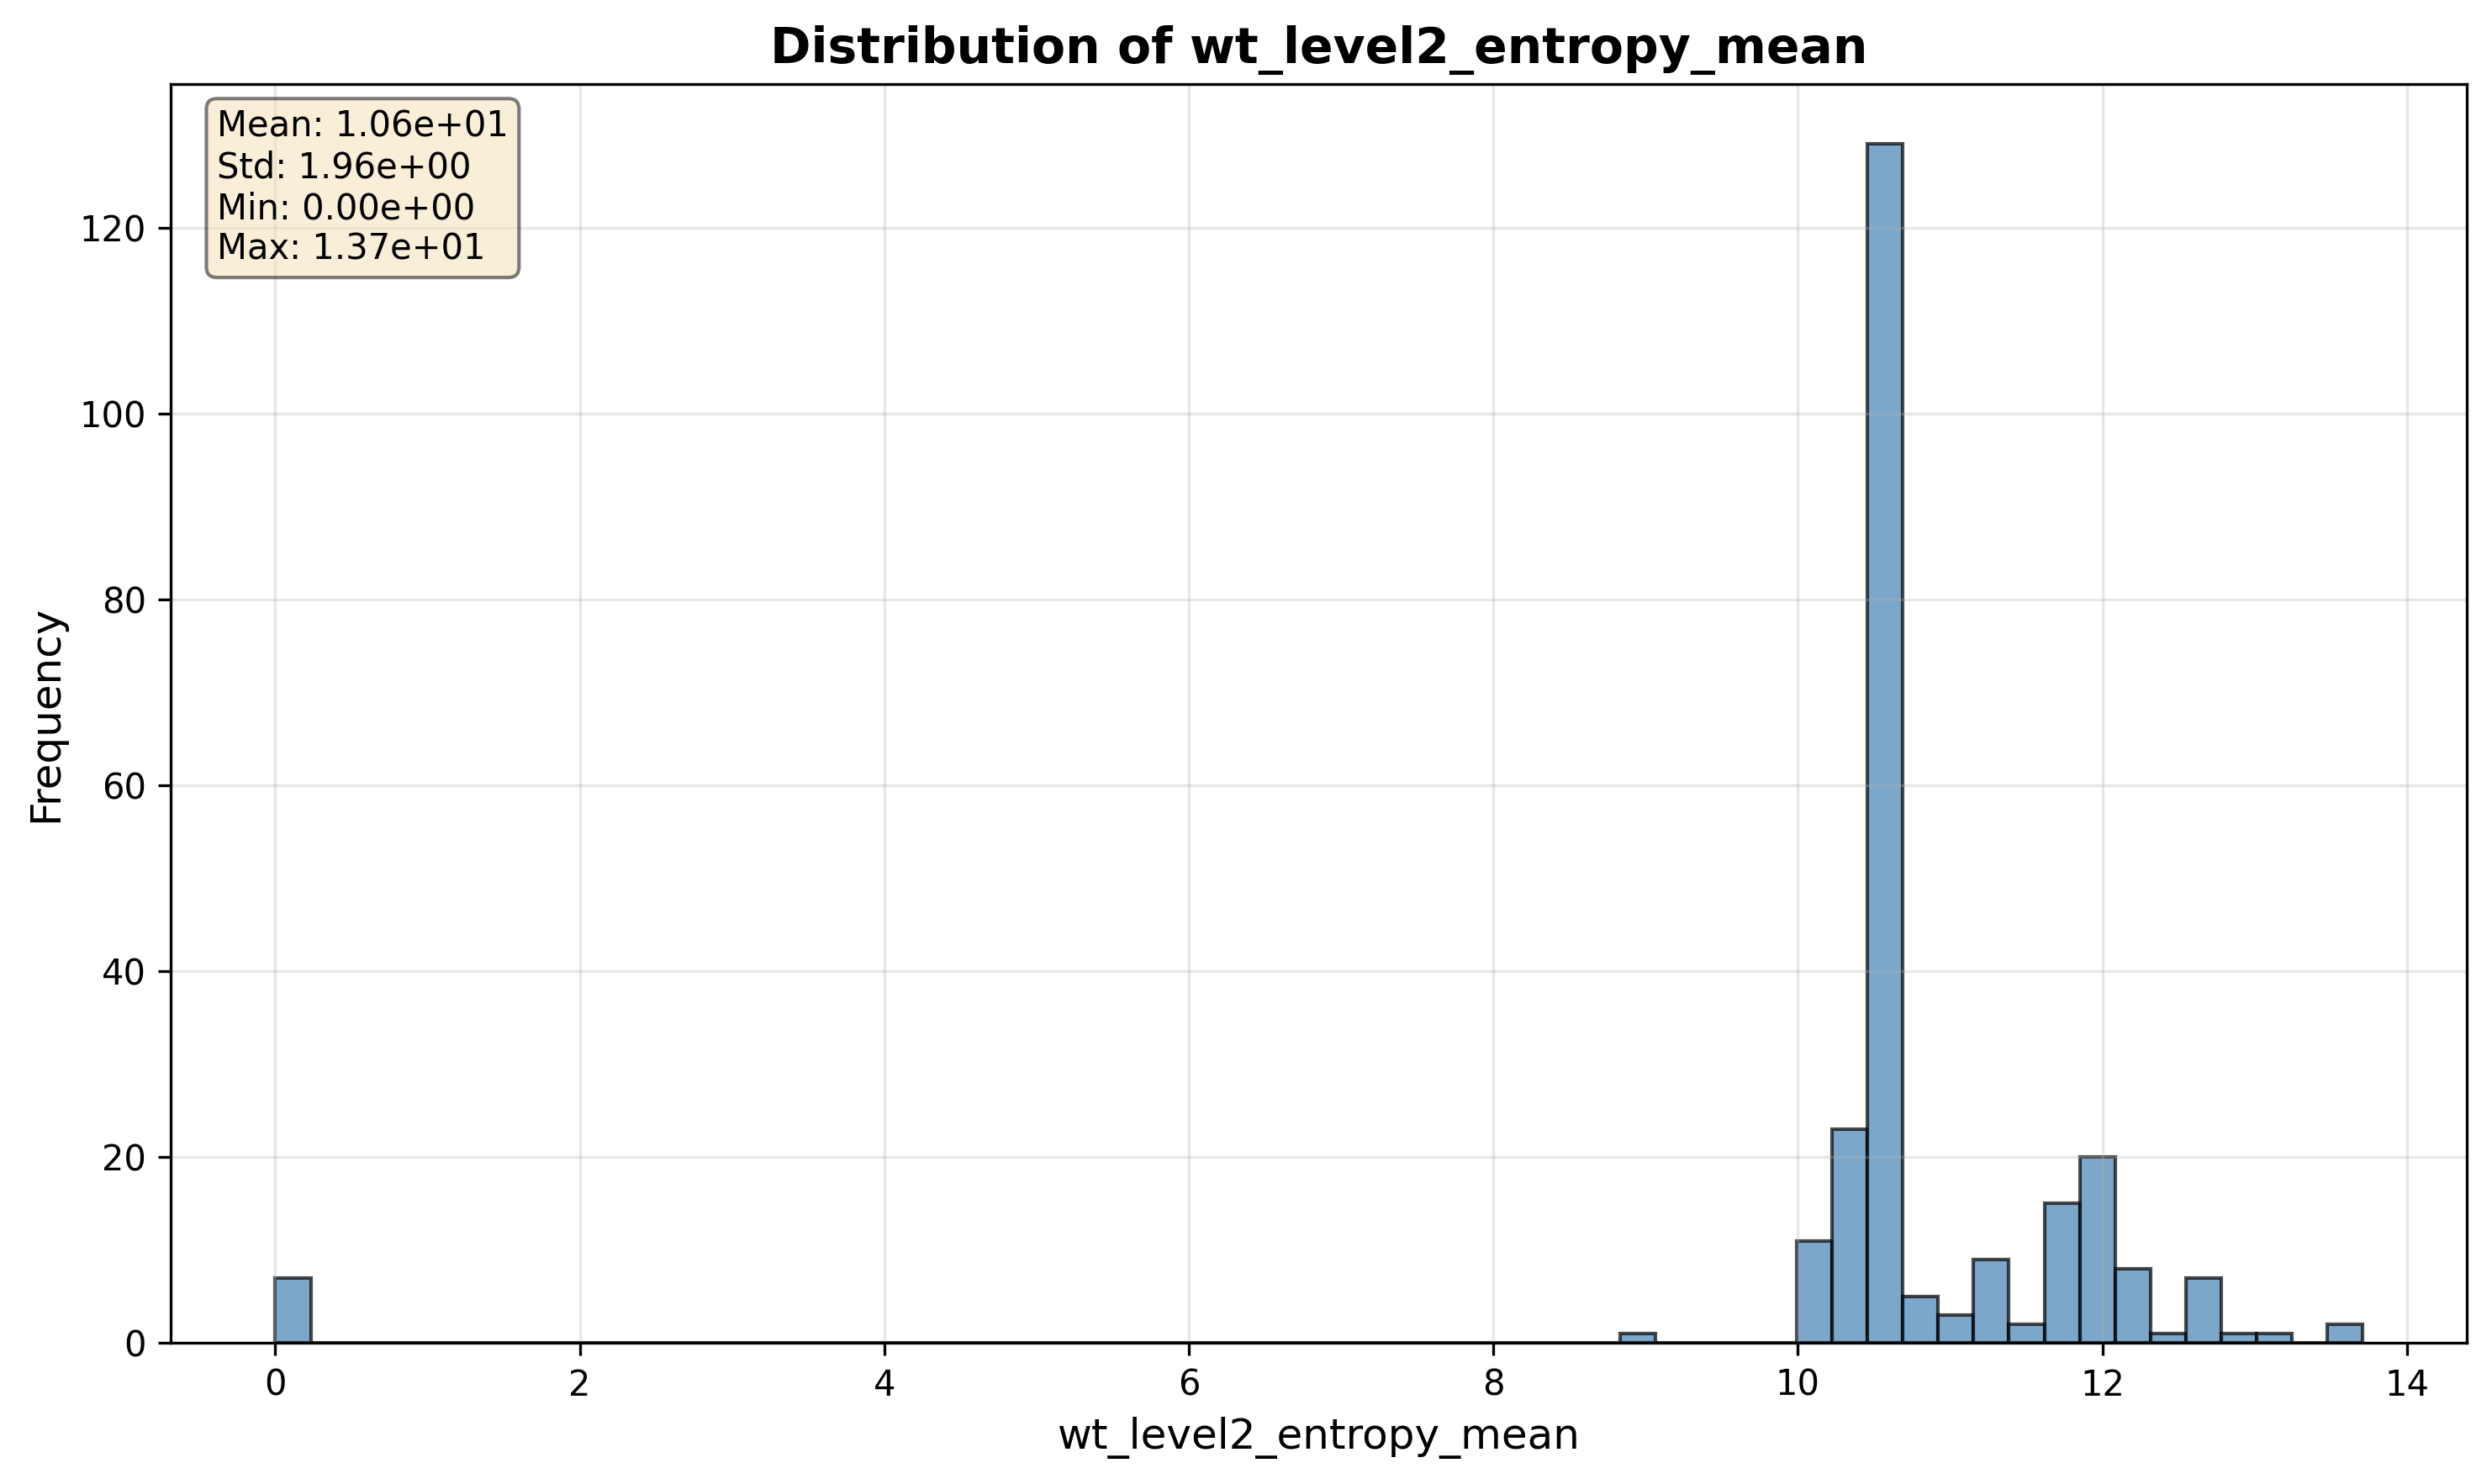 Distribution of wt_level2_entropy_mean
Mean: 1.06e+01
Std: 1.96e+00
Min: 0.00e+00
Max: 1.37e+01
Frequency
120
100
80
60
40
20
0
0 2 4 6 8 10 12 14
wt_level2_entropy_mean